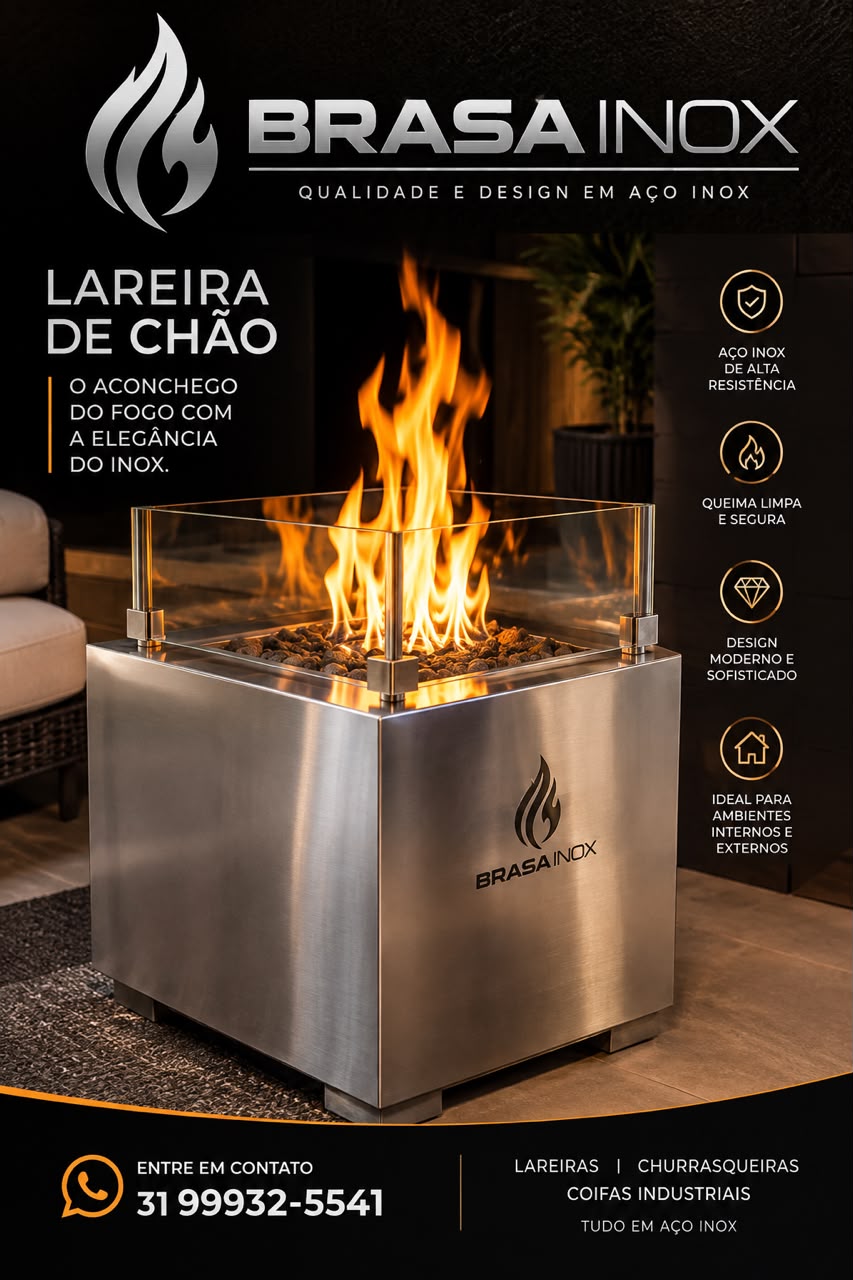 BRASA INOX
QUALIDADE E DESIGN EM AÇO INOX
LAREIRA
DE CHÃO
O ACONCHEGO
DO FOGO COM
A ELEGÂNCIA
DO INOX.
AÇO INOX
DE ALTA
RESISTÊNCIA
QUEIMA LIMPA
E SEGURA
DESIGN
MODERNO E
SOFISTICADO
IDEAL PARA
AMBIENTES
INTERNOS E
EXTERNOS
BRASA INOX
ENTRE EM CONTATO
31 99932-5541
LAREIRAS | CHURRASQUEIRAS
COIFAS INDUSTRIAIS
TUDO EM AÇO INOX